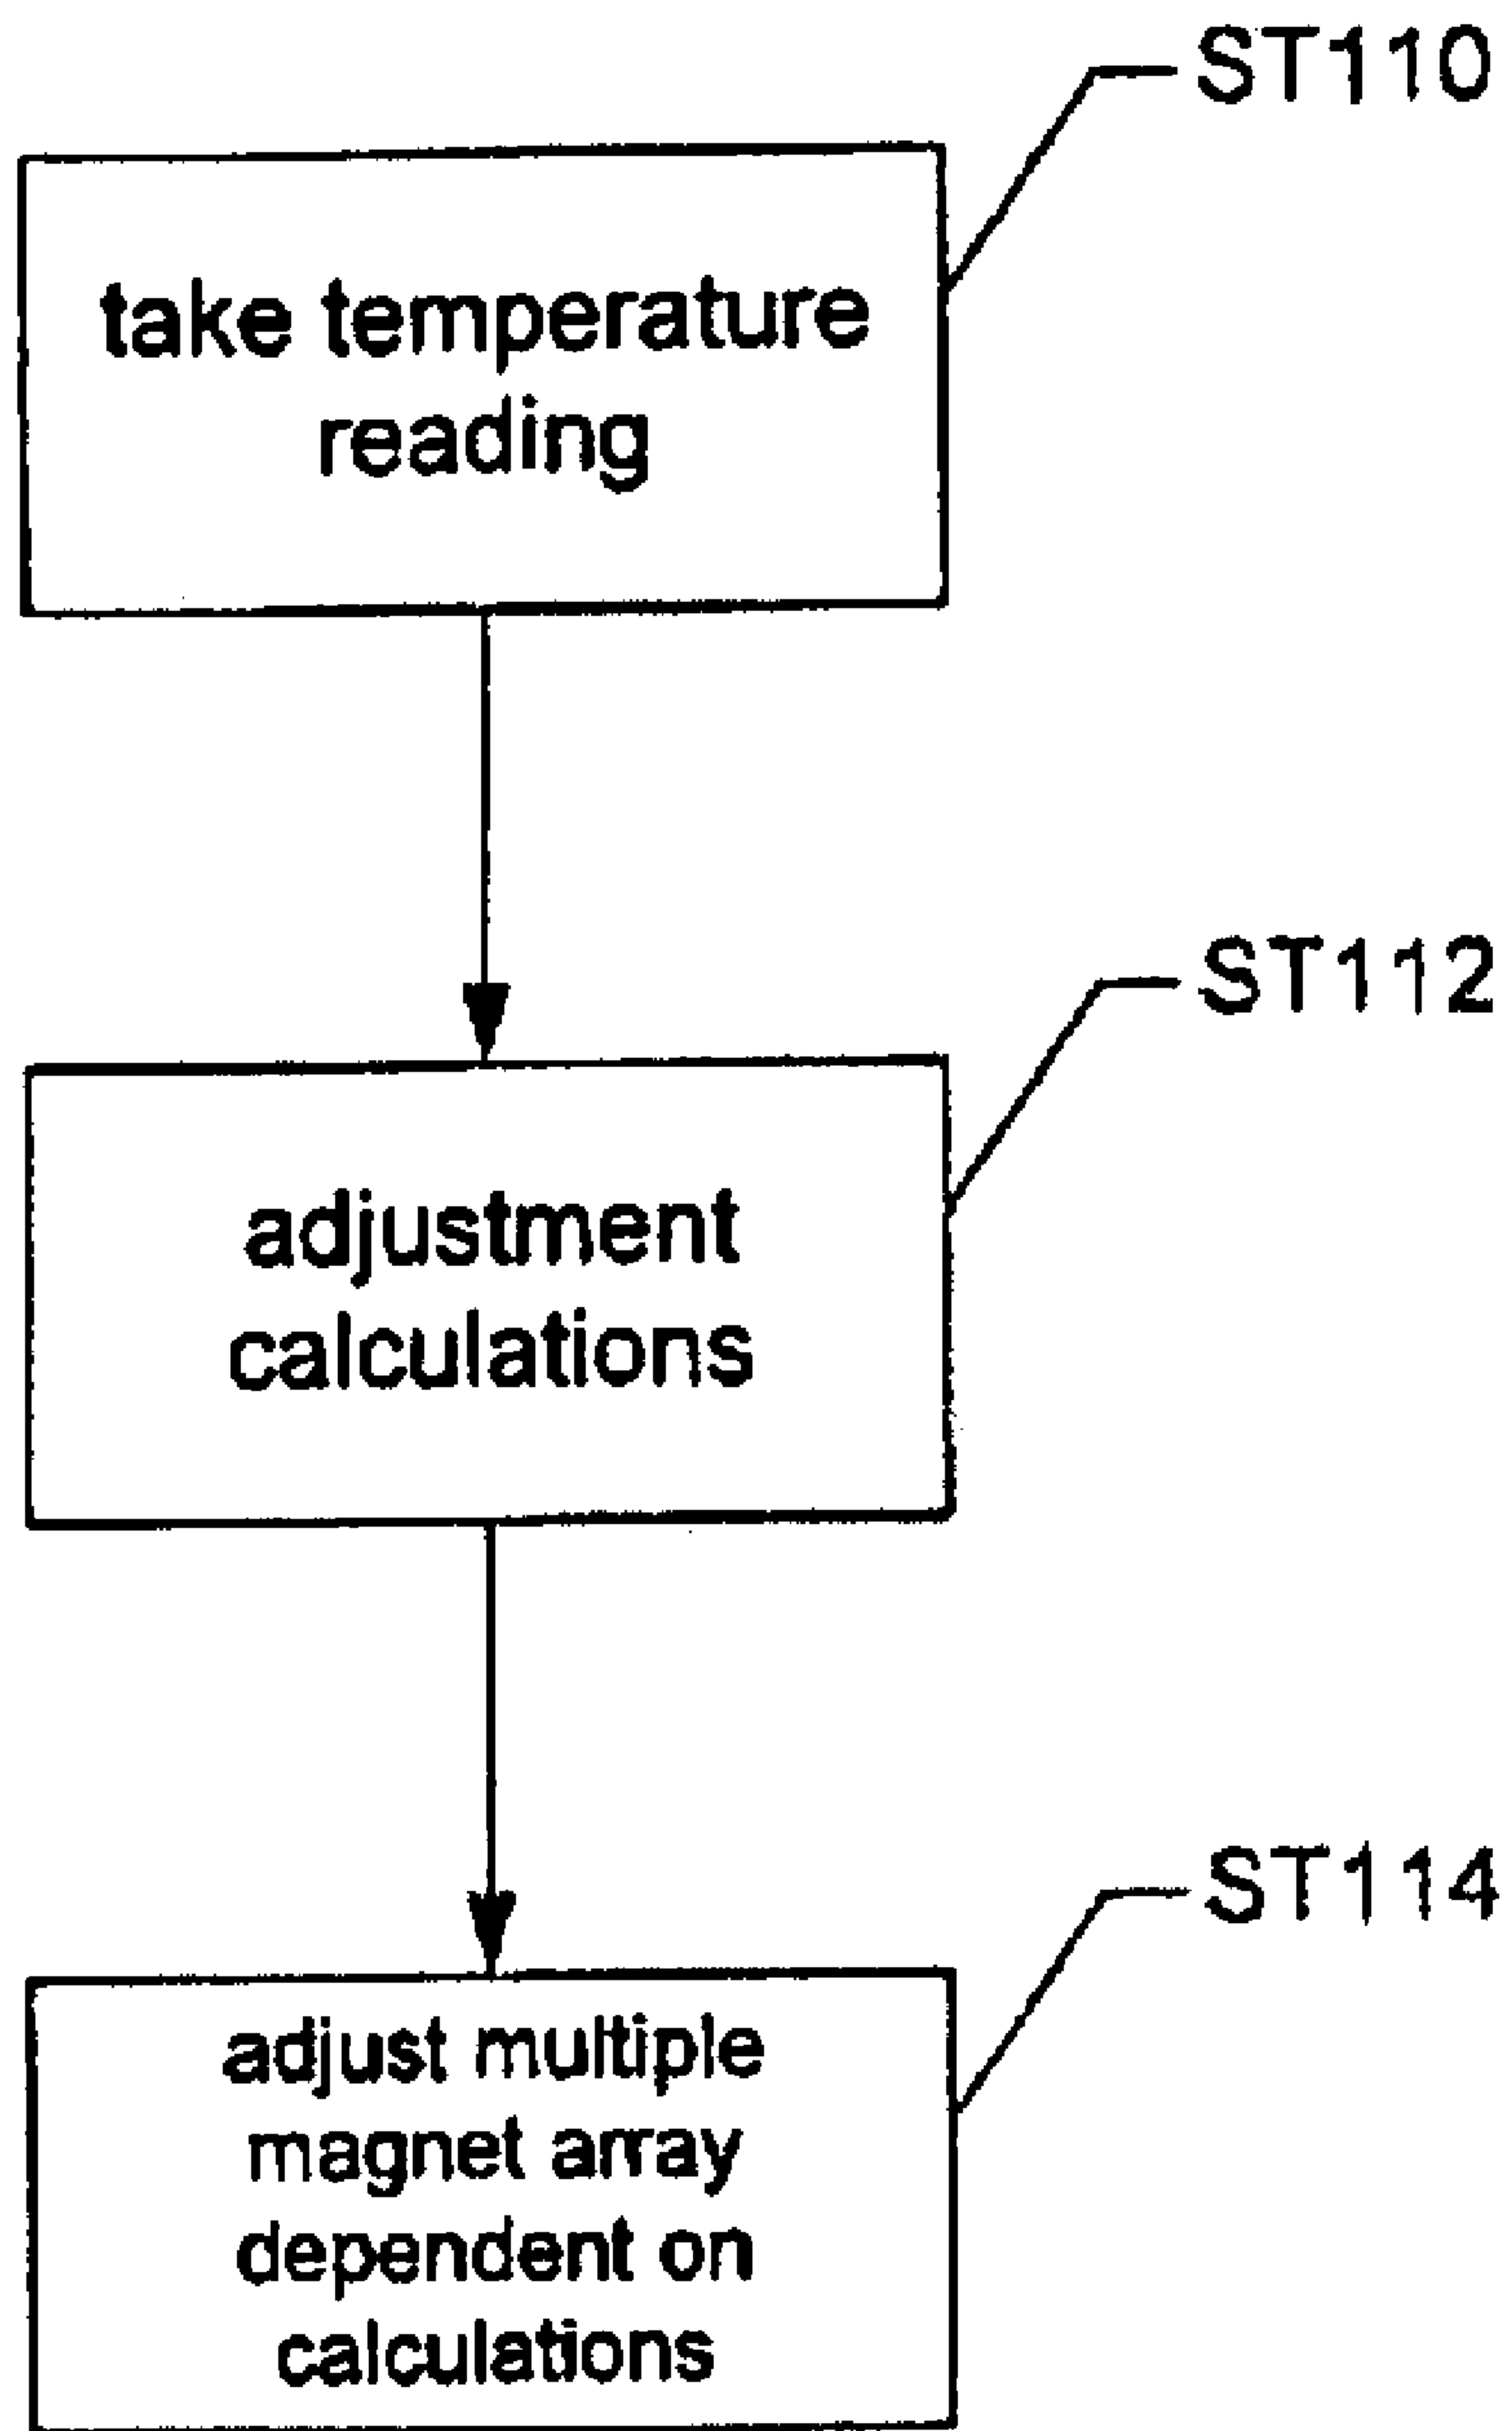 ST110
take temperature
reading
ST112
adjustment
calculations
ST114
adjust multiple
magnet array
dependent on
calculations